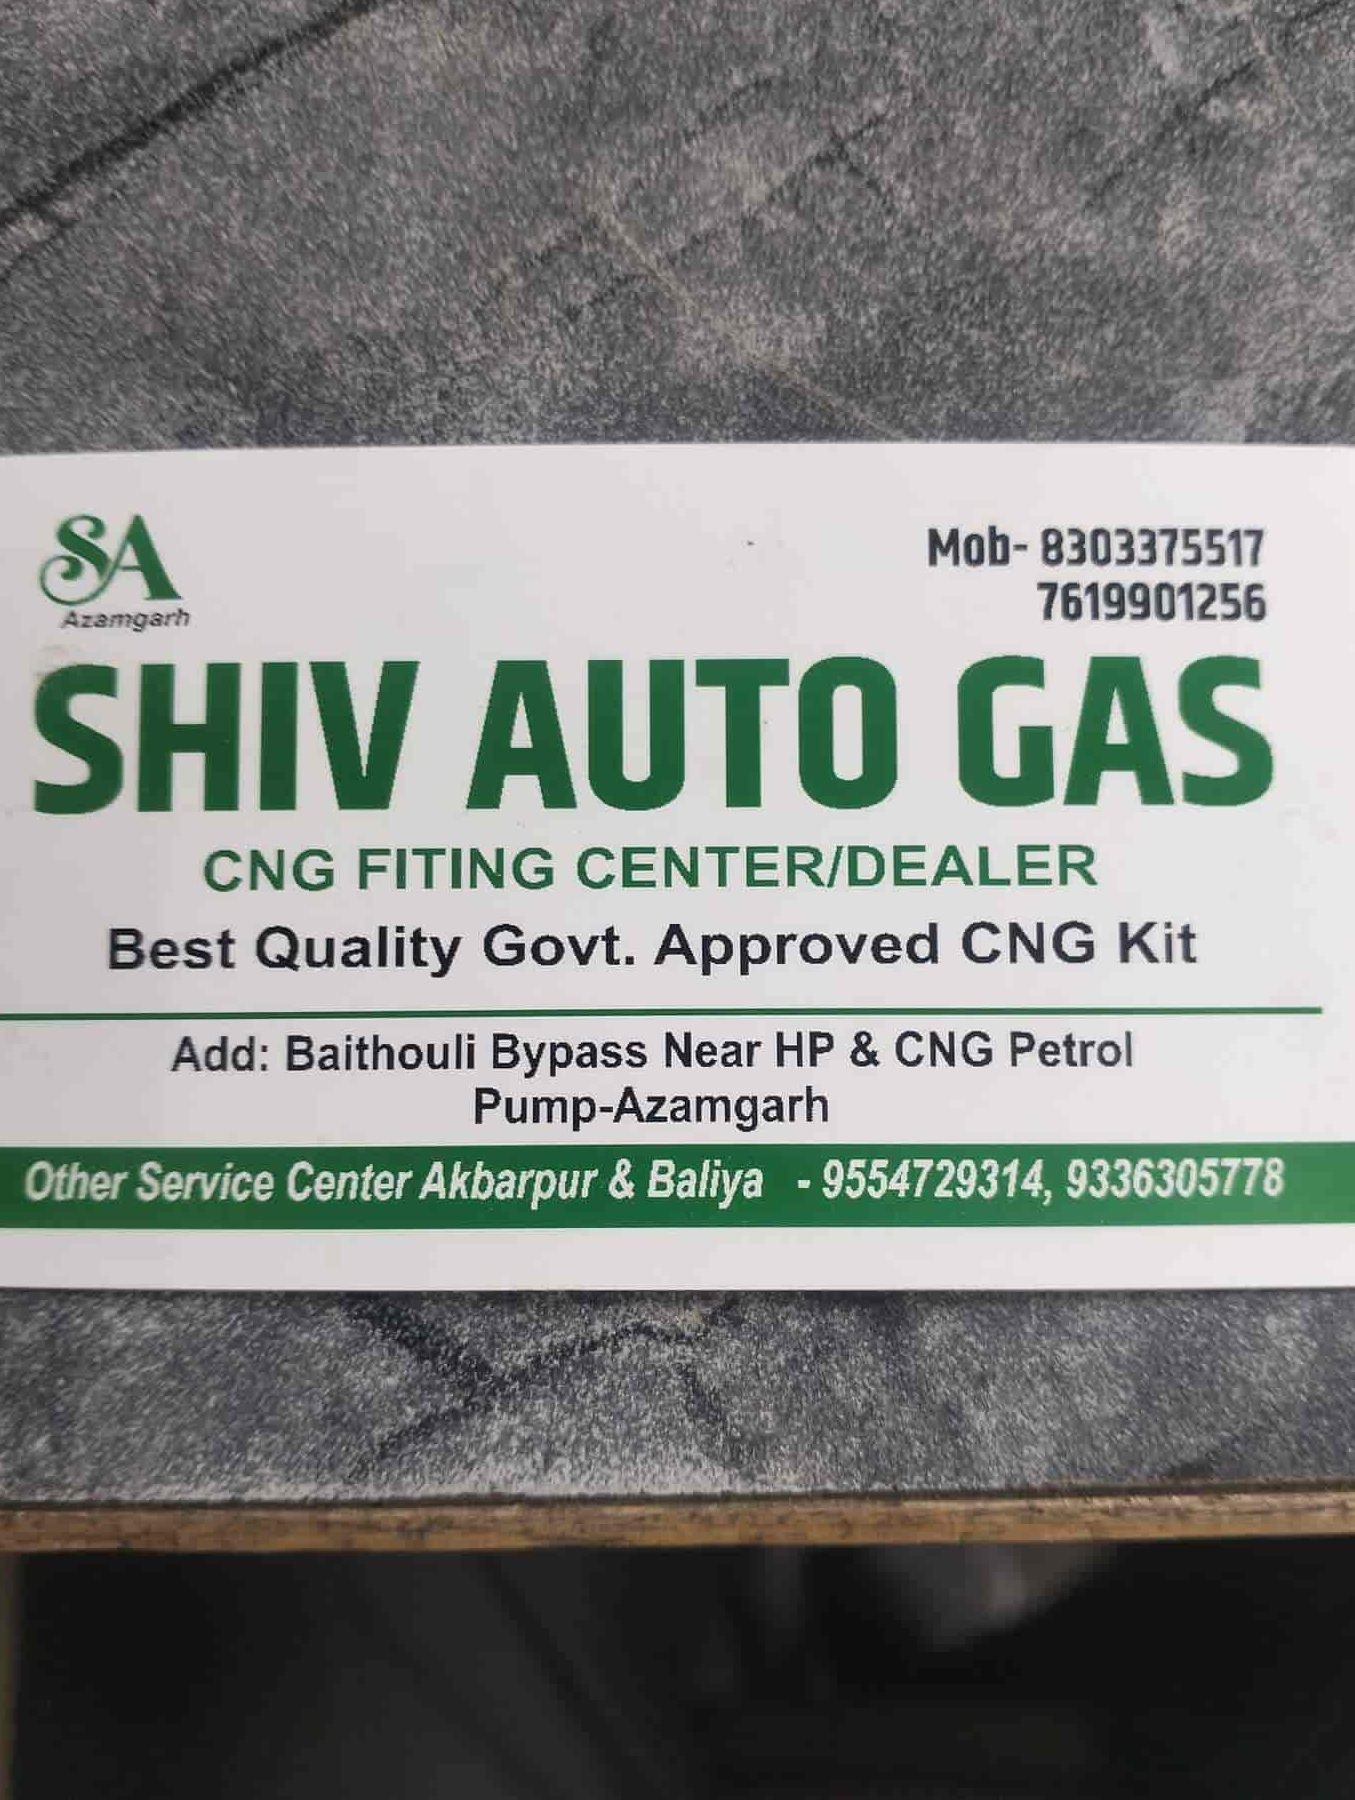 SA
Azamgarh
Mob- 8303375517
7619901256
SHIV AUTO GAS
CNG FITING CENTER/DEALER
Best Quality Govt. Approved CNG Kit
Add: Baithouli Bypass Near HP & CNG Petrol
Pump-Azamgarh
Other Service Center Akbarpur & Baliya - 9554729314, 9336305778